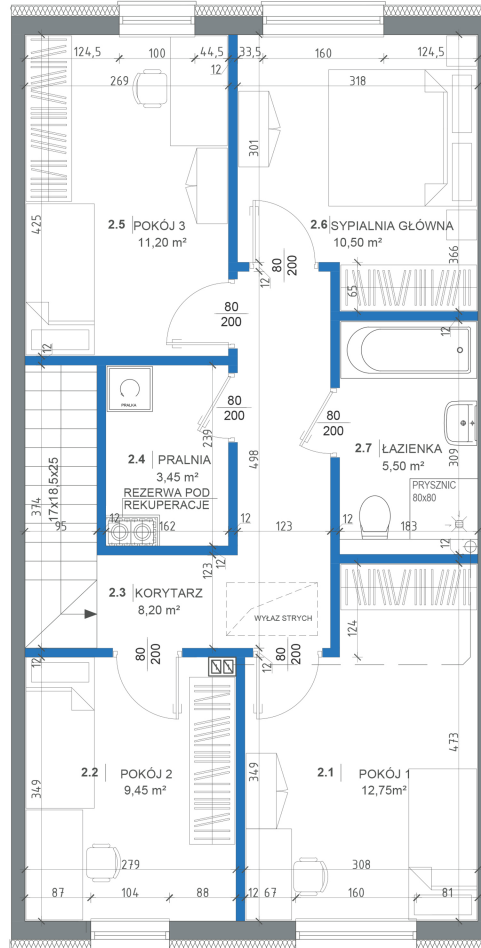 124,5 100 44,5 33,5 160 124,5
12
269 318
301
425
2.5 POKÓJ 3
11,20 m²
2.6 SYPIALNIA GŁÓWNA
10,50 m²
366
80
200
12
65
80
200
12
12
PRALKA
239
80
200
80
200
2.7 ŁAZIENKA
5,50 m²
309
2.4 PRALNIA
3,45 m²
REZERWA POD
REKUPERACJE
498
PRYSZNIC
80x80
374
17x18,5x25
95 12 162 12 123 12 183
12
123
2.3 KORYTARZ
8,20 m²
WYŁAZ STRYCH
124
12
80
200
80
200
12
473
349
2.2 POKÓJ 2
9,45 m²
349
2.1 POKÓJ 1
12,75m²
279 308
87 104 88 12 67 160 81